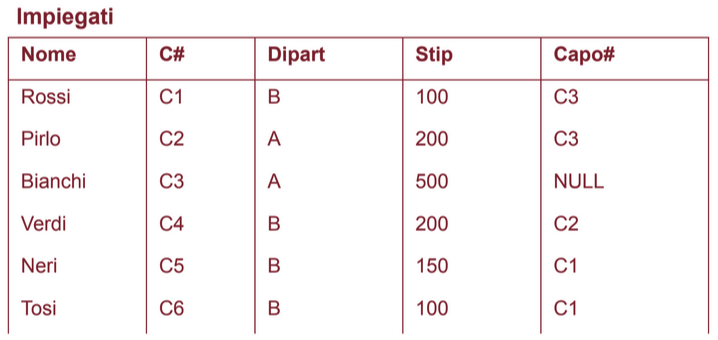 Impiegati
Nome C# Dipart Stip Capo#
Rossi C1 B 100 C3
Pirlo C2 A 200 C3
Bianchi C3 A 500 NULL
Verdi C4 B 200 C2
Neri C5 B 150 C1
Tosi C6 B 100 C1